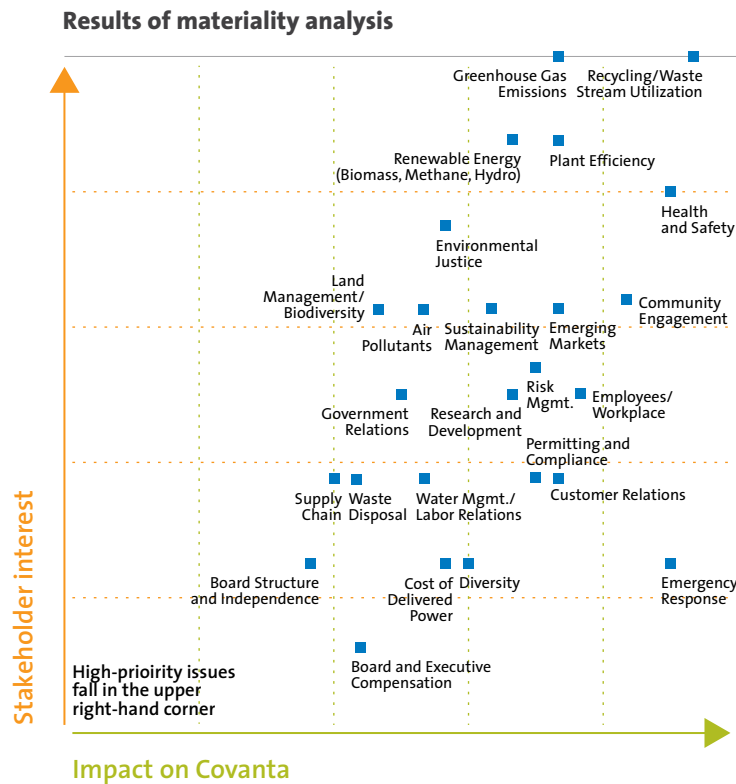 Results of materiality analysis
Greenhouse Gas
Emissions
Recycling/Waste
Stream Utilization
Renewable Energy
(Biomass, Methane, Hydro)
Plant Efficiency
Health
and Safety
Environmental
Justice
Land
Management/
Biodiversity
Air
Pollutants
Sustainability
Management
Emerging
Markets
Community
Engagement
Government
Relations
Research and
Development
Risk
Mgmt.
Employees/
Workplace
Permitting and
Compliance
Supply
Chain
Waste
Disposal
Water Mgmt./
Labor Relations
Customer Relations
Board Structure
and Independence
Cost of
Delivered
Power
Diversity
Emergency
Response
Board and Executive
Compensation
High-prioirity issues
fall in the upper
right-hand corner
Stakeholder interest
Impact on Covanta